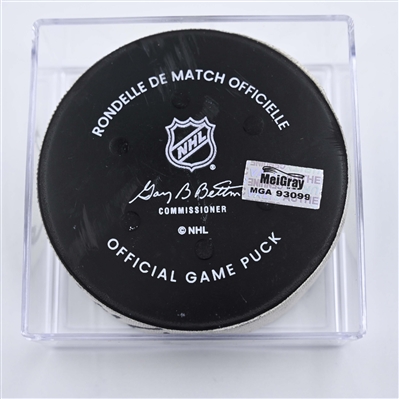 RONDELLE DE MATCH OFFICIELLE
NHL
Gary B Bettman
COMMISSIONER
© NHL
OFFICIAL GAME PUCK
MeiGray
MGA 93099